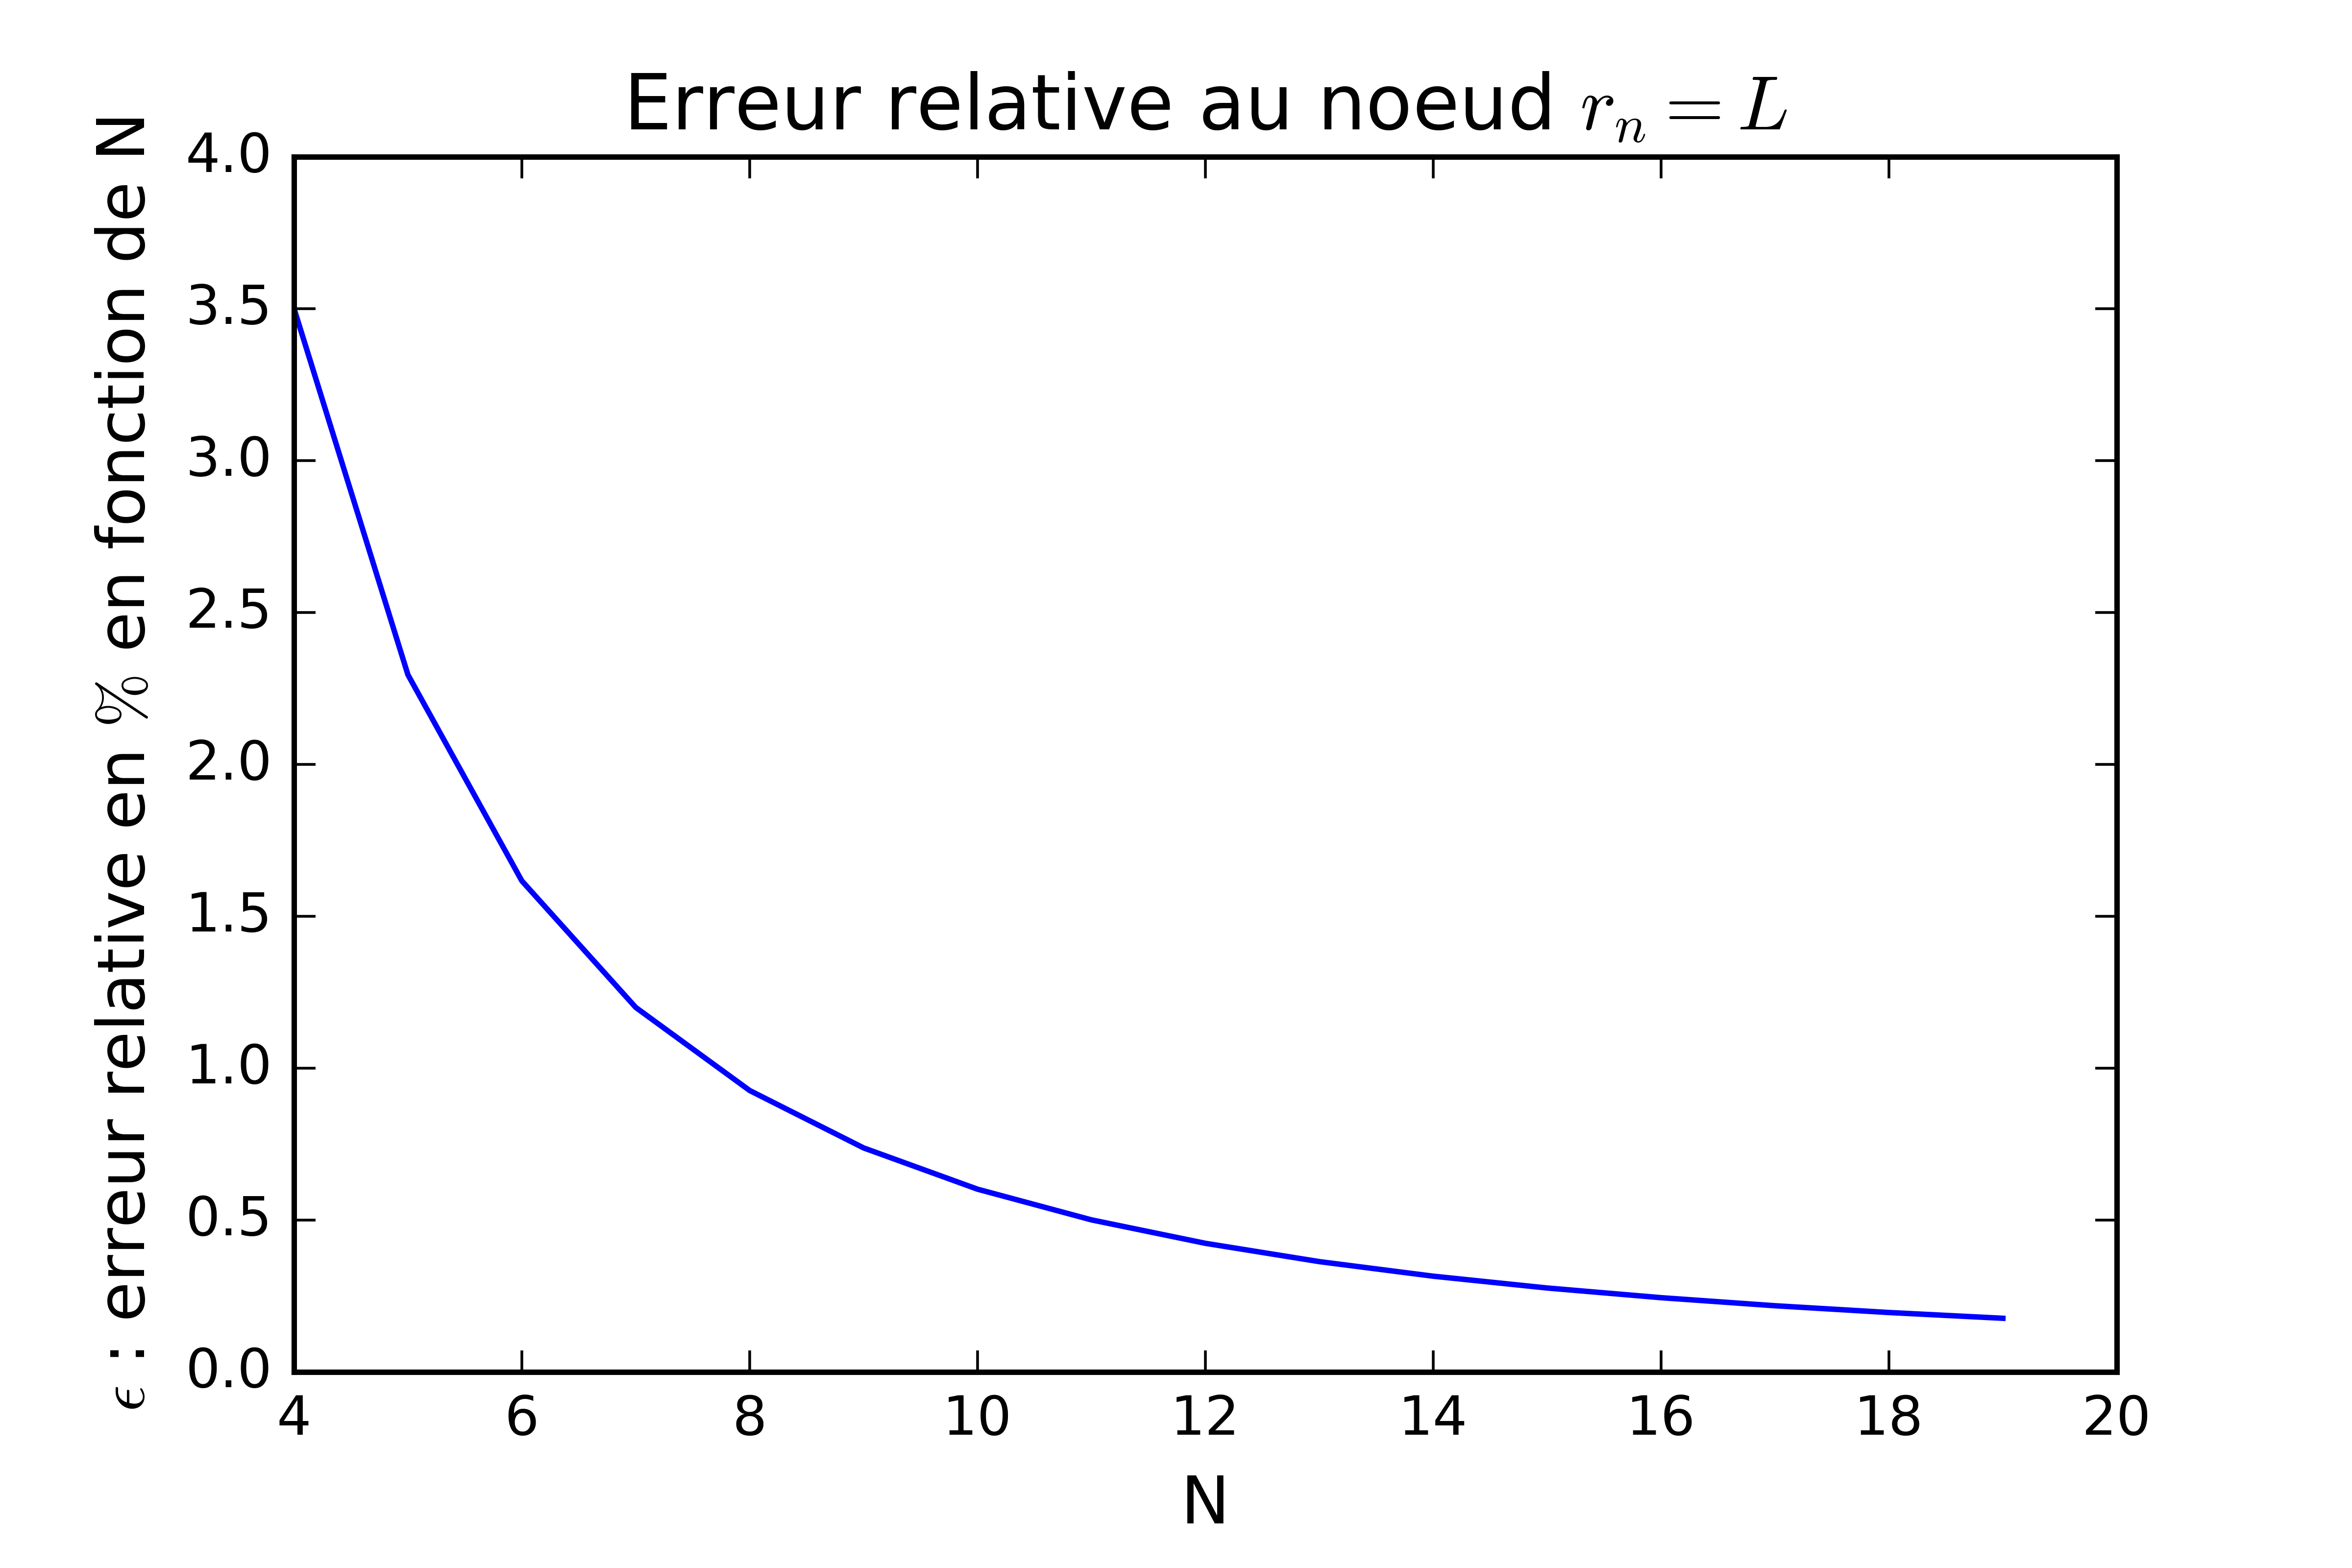 Erreur relative au noeud $r_n = L$
ϵ : erreur relative en % en fonction de N
4.0
3.5
3.0
2.5
2.0
1.5
1.0
0.5
0.0
4 6 8 10 12 14 16 18 20
N